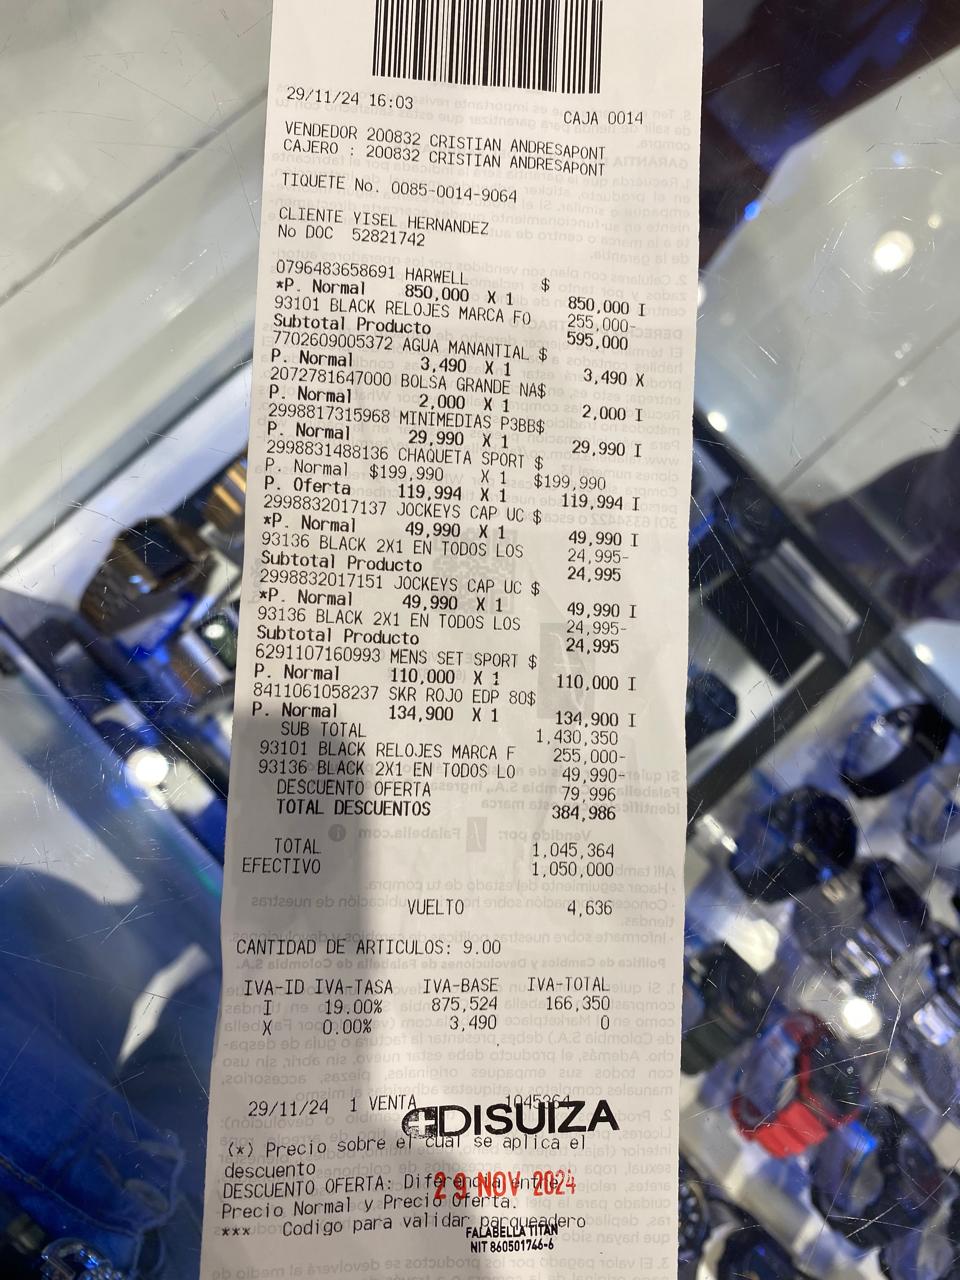 29/11/24 16:03 CAJA 0014
VENDEDOR 200832 CRISTIAN ANDRESAPONT
CAJERO : 200832 CRISTIAN ANDRESAPONT
TIQUETE No. 0085-0014-9064
CLIENTE YISEL HERNANDEZ
No DOC 52821742
0796483658691 HARWELL $
*P. Normal 850,000 X 1 850,000 I
93101 BLACK RELOJES MARCA FO 255,000-
Subtotal Producto 595,000
7702609005372 AGUA MANANTIAL $
P. Normal 3,490 X 1 3,490 X
2072781647000 BOLSA GRANDE NA$
P. Normal 2,000 X 1 2,000 I
2998817315968 MINIMEDIAS P3BB$
P. Normal 29,990 X 1 29,990 I
2998831488136 CHAQUETA SPORT $
P. Normal $199,990 X 1 $199,990
P. Oferta 119,994 X 1 119,994 I
2998832017137 JOCKEYS CAP UC $
*P. Normal 49,990 X 1 49,990 I
93136 BLACK 2X1 EN TODOS LOS 24,995-
Subtotal Producto 24,995
2998832017151 JOCKEYS CAP UC $
*P. Normal 49,990 X 1 49,990 I
93136 BLACK 2X1 EN TODOS LOS 24,995-
Subtotal Producto 24,995
6291107160993 MENS SET SPORT $
P. Normal 110,000 X 1 110,000 I
8411061058237 SKR ROJO EDP 80$
P. Normal 134,900 X 1 134,900 I
SUB TOTAL 1,430,350
93101 BLACK RELOJES MARCA F 255,000-
93136 BLACK 2X1 EN TODOS LO 49,990-
DESCUENTO OFERTA 79,996
TOTAL DESCUENTOS 384,986
TOTAL 1,045,364
EFECTIVO 1,050,000
VUELTO 4,636
CANTIDAD DE ARTICULOS: 9.00
IVA-ID IVA-TASA IVA-BASE IVA-TOTAL
I 19.00% 875,524 166,350
X 0.00% 3,490 0
29/11/24 1 VENTA 1045364
DISUIZA
(*) Precio sobre el cual se aplica el
descuento
DESCUENTO OFERTA: Diferencia entre
29 NOV 2024
Precio Normal y Precio Oferta.
*** Codigo para validar parqueadero
FALABELLA TITAN
NIT 860501746-6